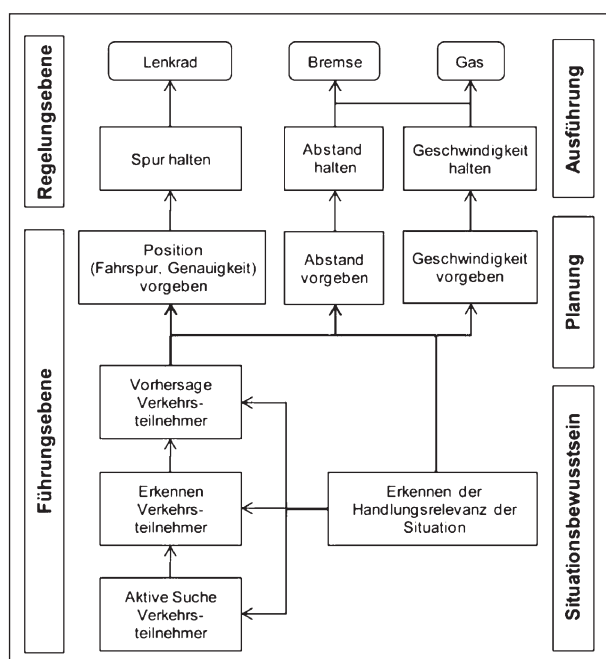 Regelungsebene
Lenkrad
Bremse
Gas
Ausführung
Spur halten
Abstand
halten
Geschwindigkeit
halten
Führungsebene
Position
(Fahrspur, Genauigkeit)
vorgeben
Abstand
vorgeben
Geschwindigkeit
vorgeben
Planung
Vorhersage
Verkehrs-
teilnehmer
Erkennen
Verkehrs-
teilnehmer
Erkennen der
Handlungsrelevanz der
Situation
Aktive Suche
Verkehrs-
teilnehmer
Situationsbewusstsein